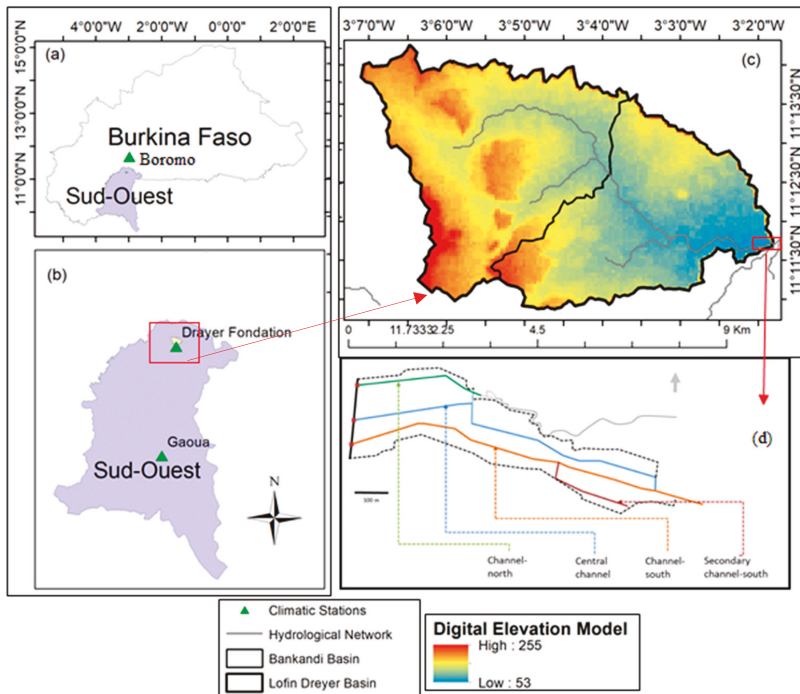 4°0'0"W 2°0'0"W 0°0'0" 2°0'0"E
(a)
15°0'0"N
13°0'0"N
11°0'0"N
Burkina Faso
Boromo
Sud-Ouest
(b)
Drayer Fondation
Gaoua
Sud-Ouest
N
3°7'0"W 3°6'0"W 3°5'0"W 3°4'0"W 3°3'0"W 3°2'0"W
(c)
11°13'30"N
11°12'30"N
11°11'30"N
0 11.73332.25 4.5 9 Km
(d)
500 m
Channel-north
Central channel
Channel-south
Secondary channel-south
Climatic Stations
Hydrological Network
Bankandi Basin
Lofin Dreyer Basin
Digital Elevation Model
High : 255
Low : 53